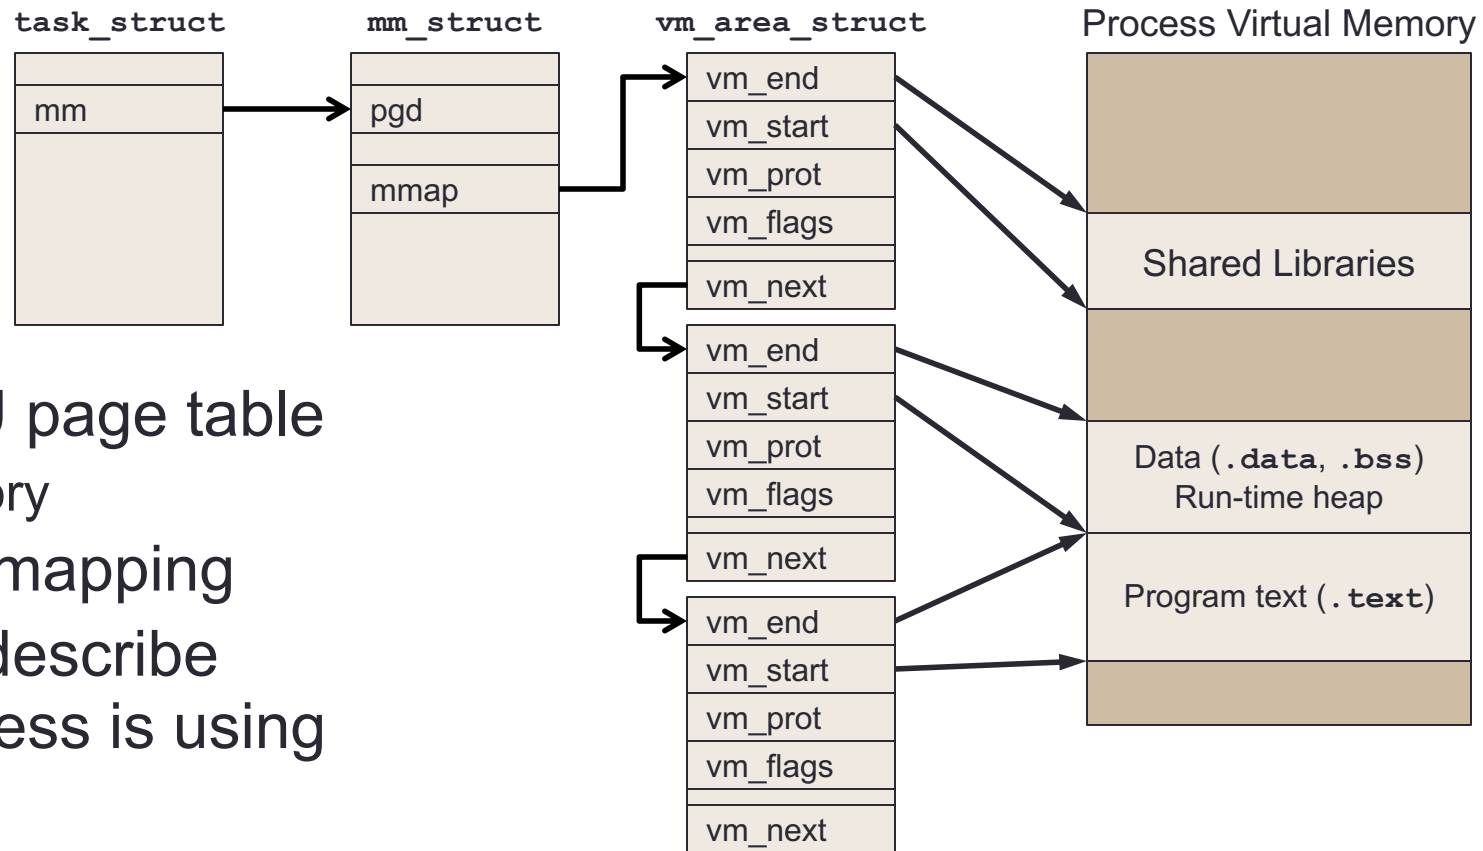 task_struct
mm_struct
vm_area_struct
Process Virtual Memory
mm
pgd
mmap
vm_end
vm_start
vm_prot
vm_flags
vm_next
vm_end
vm_start
vm_prot
vm_flags
vm_next
vm_end
vm_start
vm_prot
vm_flags
vm_next
Shared Libraries
Data (.data, .bss)
Run-time heap
Program text (.text)
page table
mapping
describe
is using